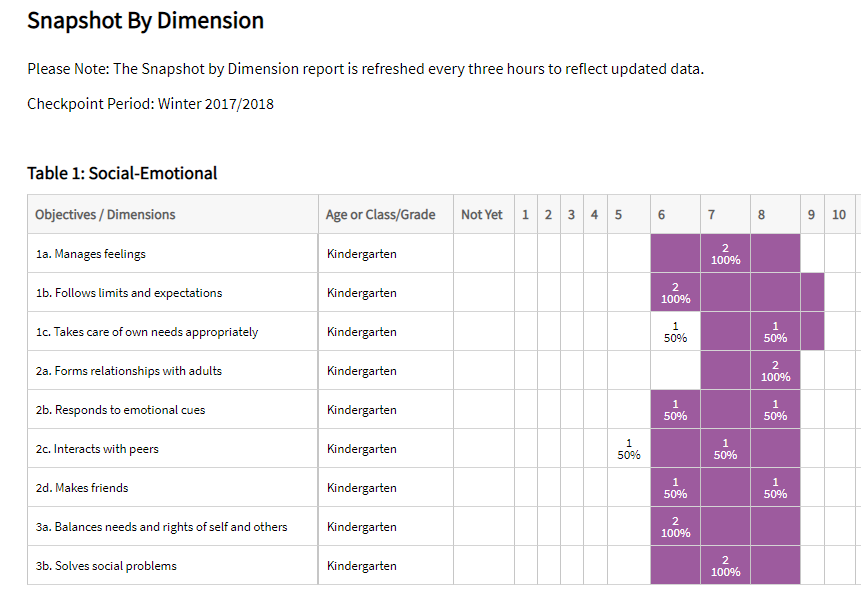 Snapshot By Dimension
Please Note: The Snapshot by Dimension report is refreshed every three hours to reflect updated data.
Checkpoint Period: Winter 2017/2018
Table 1: Social-Emotional
Objectives / Dimensions Age or Class/Grade Not Yet 1 2 3 4 5 6 7 8 9 10
1a. Manages feelings Kindergarten 2 100%
1b. Follows limits and expectations Kindergarten 2 100%
1c. Takes care of own needs appropriately Kindergarten 1 50% 1 50%
2a. Forms relationships with adults Kindergarten 2 100%
2b. Responds to emotional cues Kindergarten 1 50% 1 50%
2c. Interacts with peers Kindergarten 1 50% 1 50%
2d. Makes friends Kindergarten 1 50% 1 50%
3a. Balances needs and rights of self and others Kindergarten 2 100%
3b. Solves social problems Kindergarten 2 100%